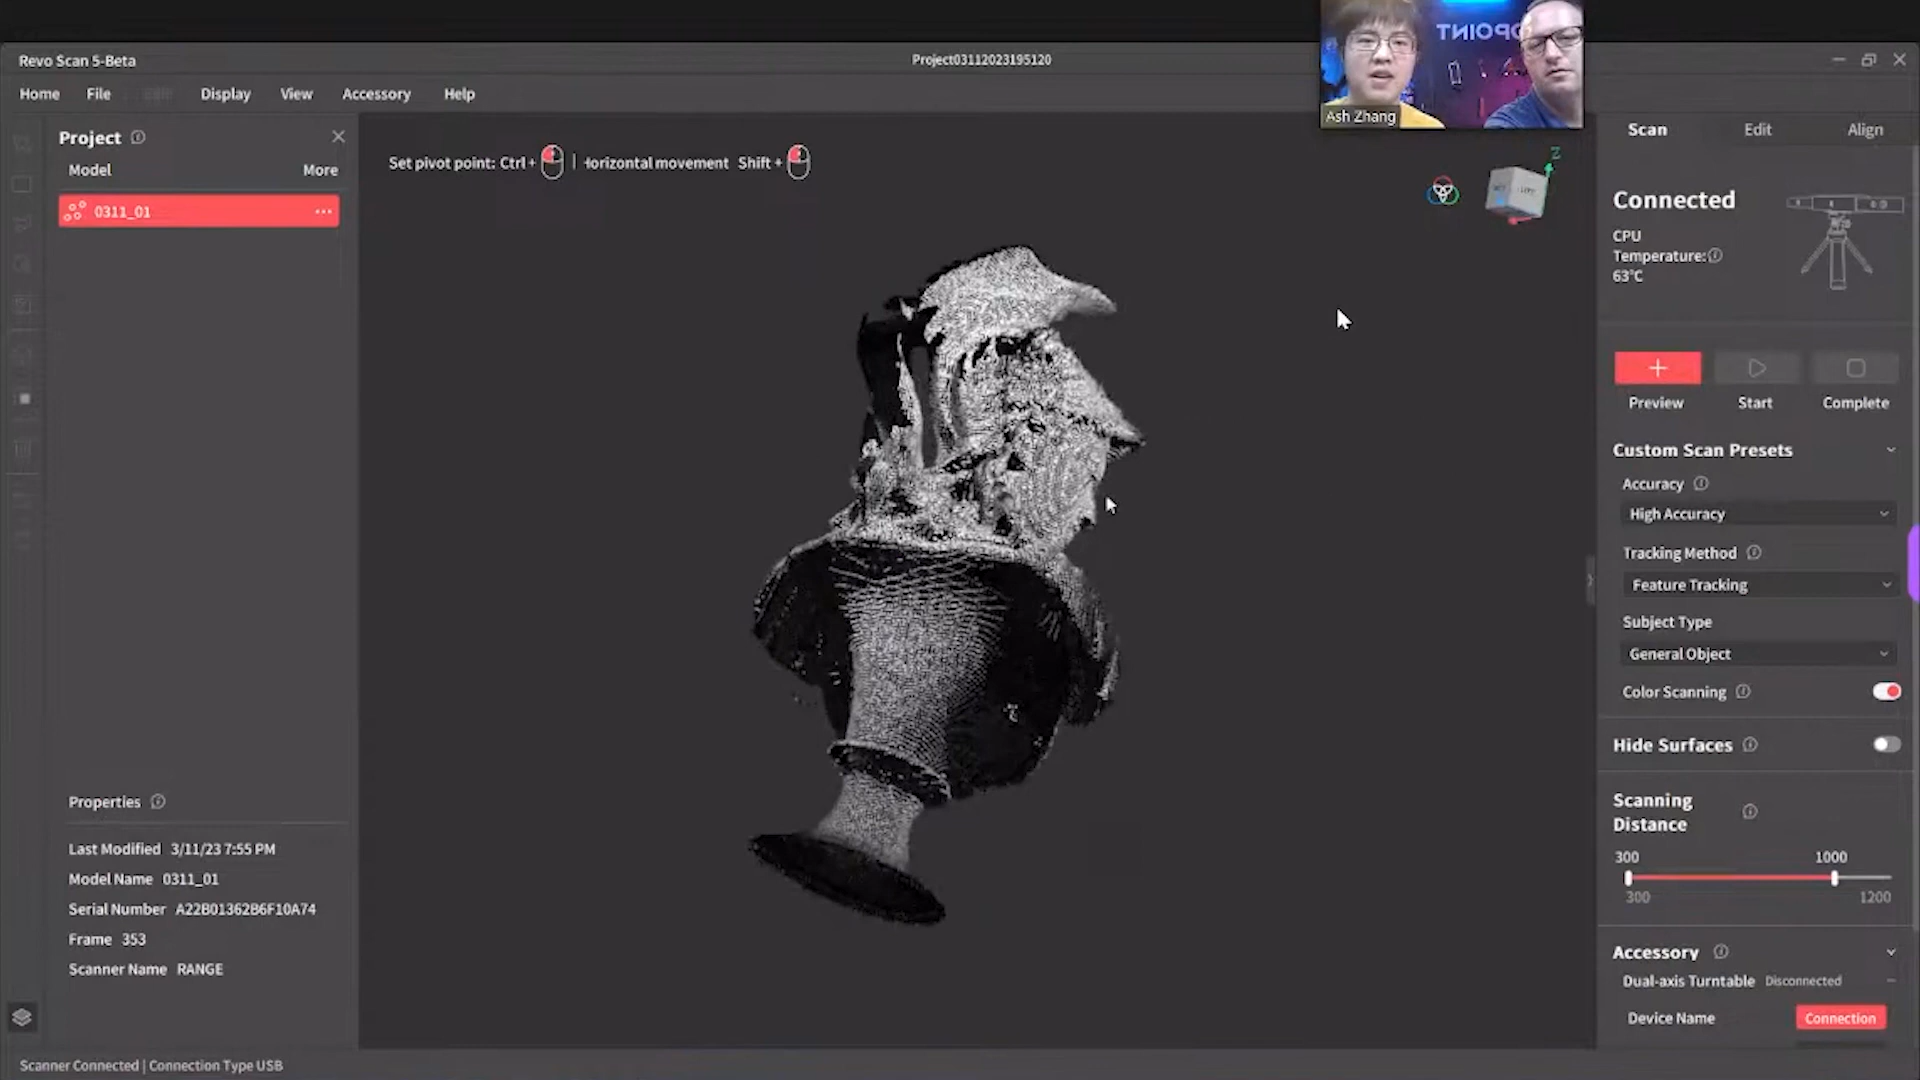 Revo Scan 5-Beta
Project03112023195120
Home File Display View Accessory Help
TNIOP
Ash Zhang
Project
Model More
0311_01 ...
Set pivot point: Ctrl + | Horizontal movement Shift +
Z
LEFT
Scan Edit Align
Connected
CPU
Temperature:
63°C
Preview Start Complete
Custom Scan Presets
Accuracy
High Accuracy
Tracking Method
Feature Tracking
Subject Type
General Object
Color Scanning
Hide Surfaces
Scanning
Distance
300 1000
300 1200
Accessory
Dual-axis Turntable Disconnected
Device Name Connection
Properties
Last Modified 3/11/23 7:55 PM
Model Name 0311_01
Serial Number A22B01362B6F10A74
Frame 353
Scanner Name RANGE
Scanner Connected | Connection Type USB